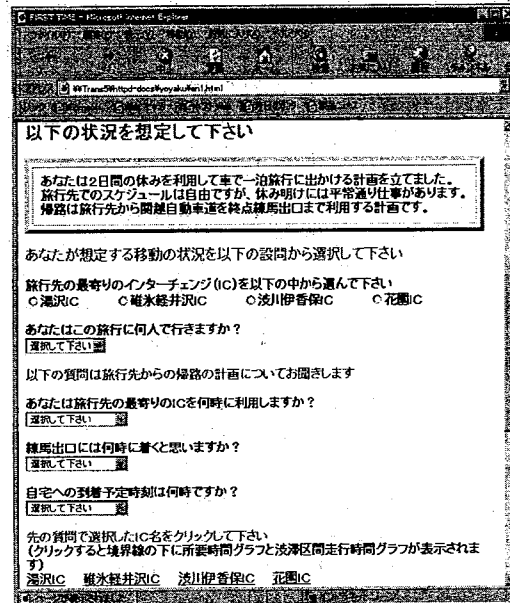 FIRST TIME - Microsoft Internet Explorer
以下の状況を想定して下さい
あなたは2日間の休みを利用して車で一泊旅行に出かける計画を立てました。
旅行先でのスケジュールは自由ですが、休み明けには平常通り仕事があります。
帰路は旅行先から関越自動車道を終点練馬出口まで利用する計画です。
あなたが想定する移動の状況を以下の設問から選択して下さい
旅行先の最寄りのインターチェンジ(IC)を以下の中から選んで下さい
湯沢IC 碓氷軽井沢IC 渋川伊香保IC 花園IC
あなたはこの旅行に何人で行きますか?
選択して下さい
以下の質問は旅行先からの帰路の計画についてお聞きします
あなたは旅行先の最寄りのICを何時に利用しますか?
選択して下さい
練馬出口には何時に着くと思いますか?
選択して下さい
自宅への到着予定時刻は何時ですか?
選択して下さい
先の質問で選択したIC名をクリックして下さい
(クリックすると境界線の下に所要時間グラフと渋滞区間走行時間グラフが表示されま
す)
湯沢IC 碓氷軽井沢IC 渋川伊香保IC 花園IC